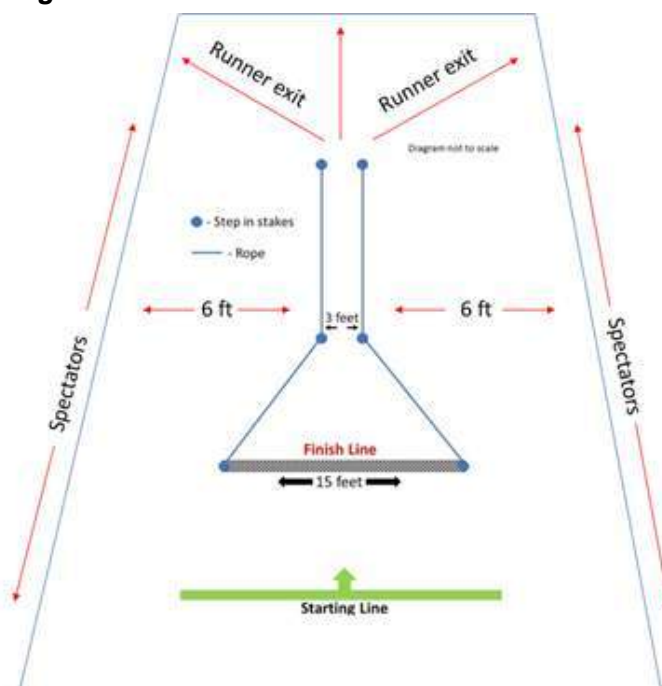 Runner exit
Runner exit
Diagram not to scale
- Step in stakes
- Rope
6 ft
3 feet
6 ft
Spectators
Spectators
Finish Line
15 feet
Starting Line